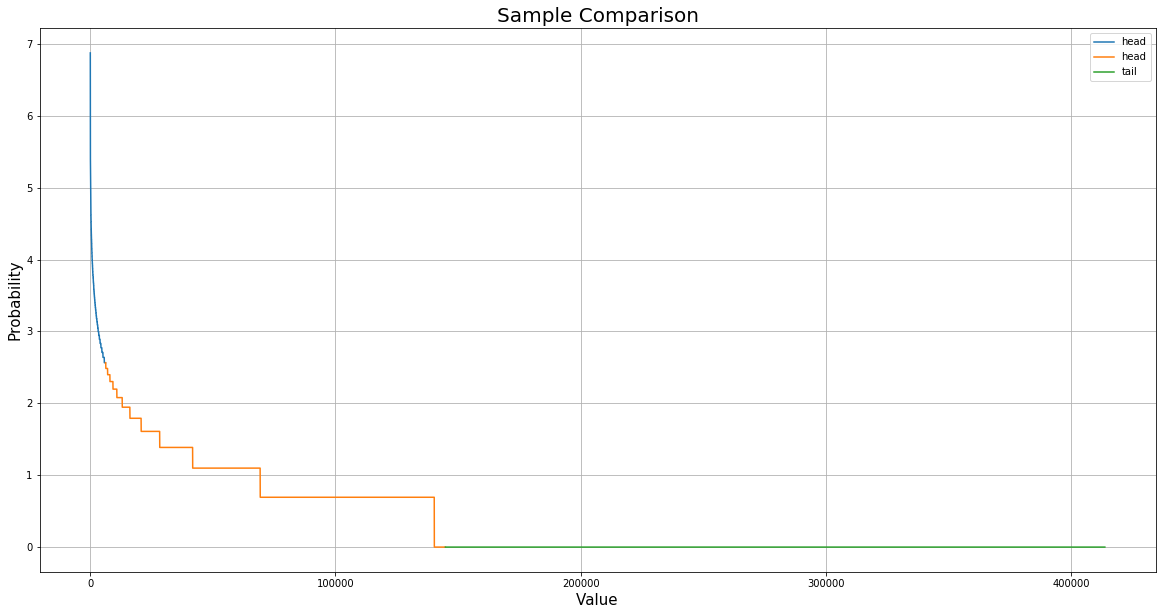 Sample Comparison
head
head
tail
Probability
7
6
5
4
3
2
1
0
0
100000
200000
300000
400000
Value